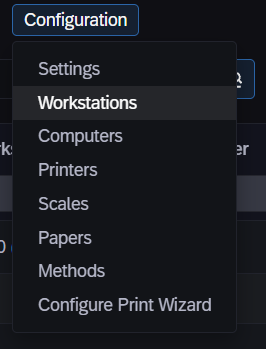 Configuration
Settings
Workstations
Computers
Printers
Scales
Papers
Methods
Configure Print Wizard